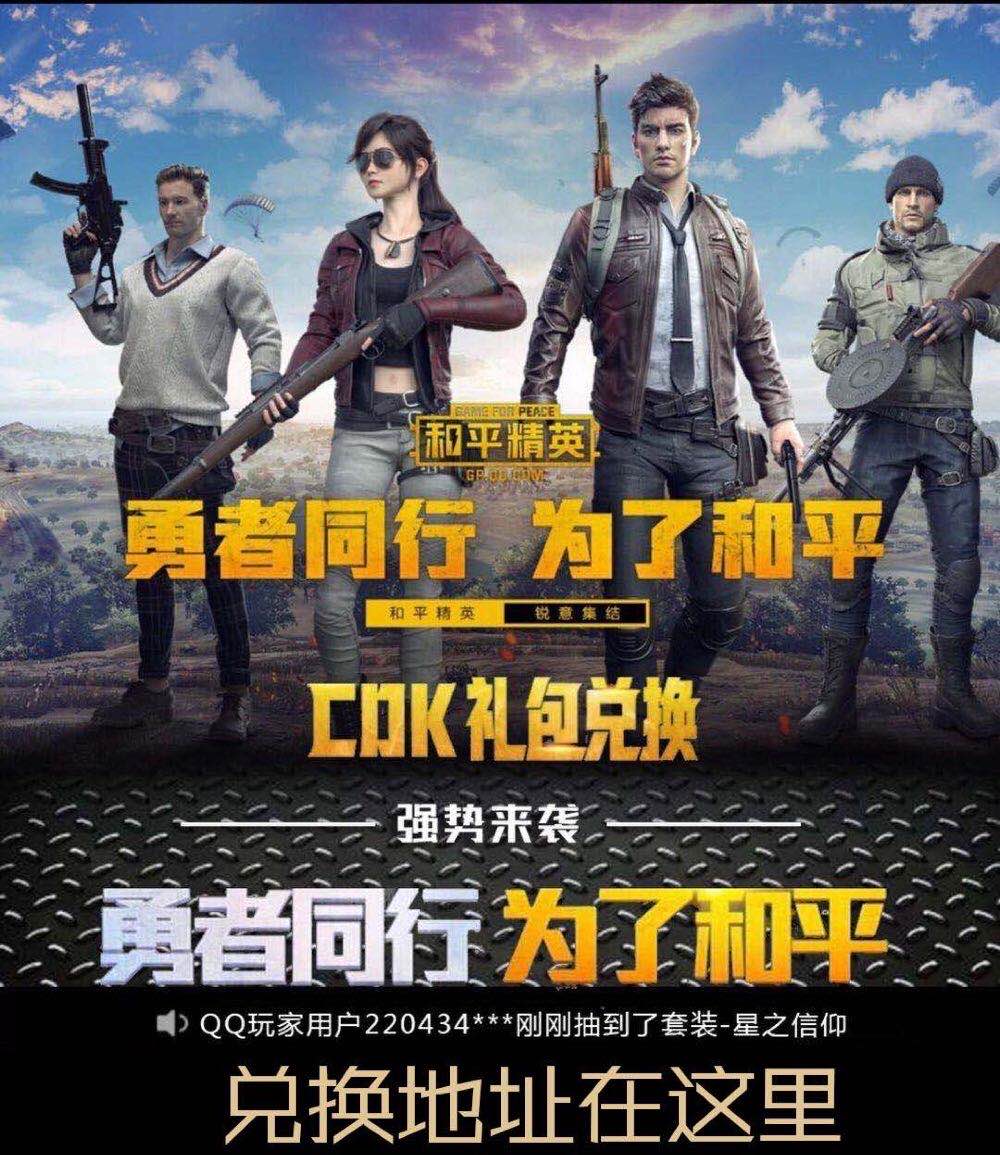 GAME FOR PEACE
和平精英
GP.QQ.COM
勇者同行 为了和平
和平精英 锐意集结
CDK礼包兑换
强势来袭
勇者同行 为了和平
QQ玩家用户220434***刚刚抽到了套装-星之信仰
兑换地址在这里